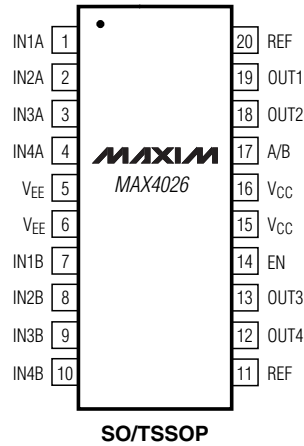 IN1A 1 20 REF
IN2A 2 19 OUT1
IN3A 3 18 OUT2
IN4A 4 MAXIM 17 A/B
VEE 5 MAX4026 16 VCC
VEE 6 15 VCC
IN1B 7 14 EN
IN2B 8 13 OUT3
IN3B 9 12 OUT4
IN4B 10 11 REF
SO/TSSOP